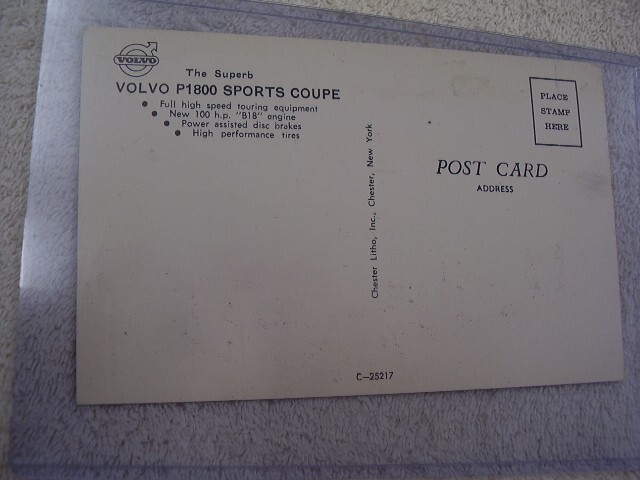 VOLVO
The Superb
VOLVO P1800 SPORTS COUPE
● Full high speed touring equipment
● New 100 h.p. "B18" engine
● Power assisted disc brakes
● High performance tires
Chester Litho, Inc., Chester, New York
PLACE
STAMP
HERE
POST CARD
ADDRESS
C—25217